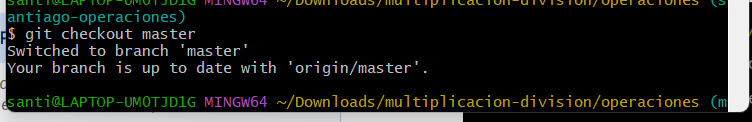 santi@LAPTOP-UM0TJD1G MINGW64 ~/Downloads/multiplicacion-division/operaciones (s
antiago-operaciones)
$ git checkout master
Switched to branch 'master'
Your branch is up to date with 'origin/master'.
santi@LAPTOP-UM0TJD1G MINGW64 ~/Downloads/multiplicacion-division/operaciones (m